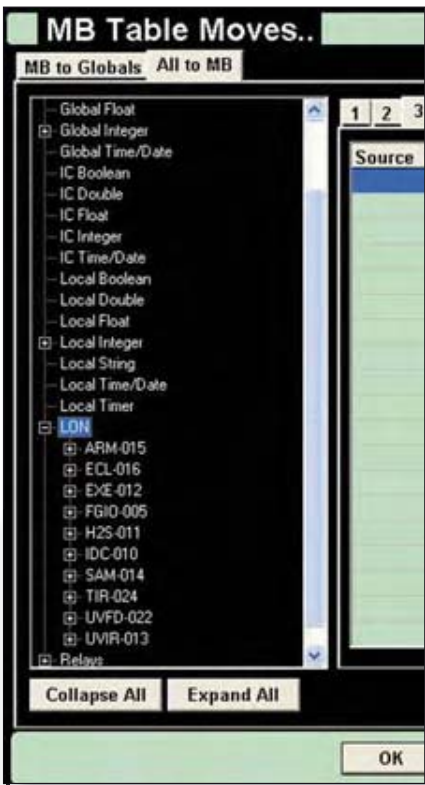 MB Table Moves..
MB to Globals All to MB
Global Float
Global Integer
Global Time/Date
IC Boolean
IC Double
IC Float
IC Integer
IC Time/Date
Local Boolean
Local Double
Local Float
Local Integer
Local String
Local Time/Date
Local Timer
LON
ARM-015
ECL-016
EXE-012
FGIO-005
H2S-011
IDC-010
SAM-014
TIR-024
UVFD-022
UVIR-013
Relays
1 2 3
Source
Collapse All Expand All
OK